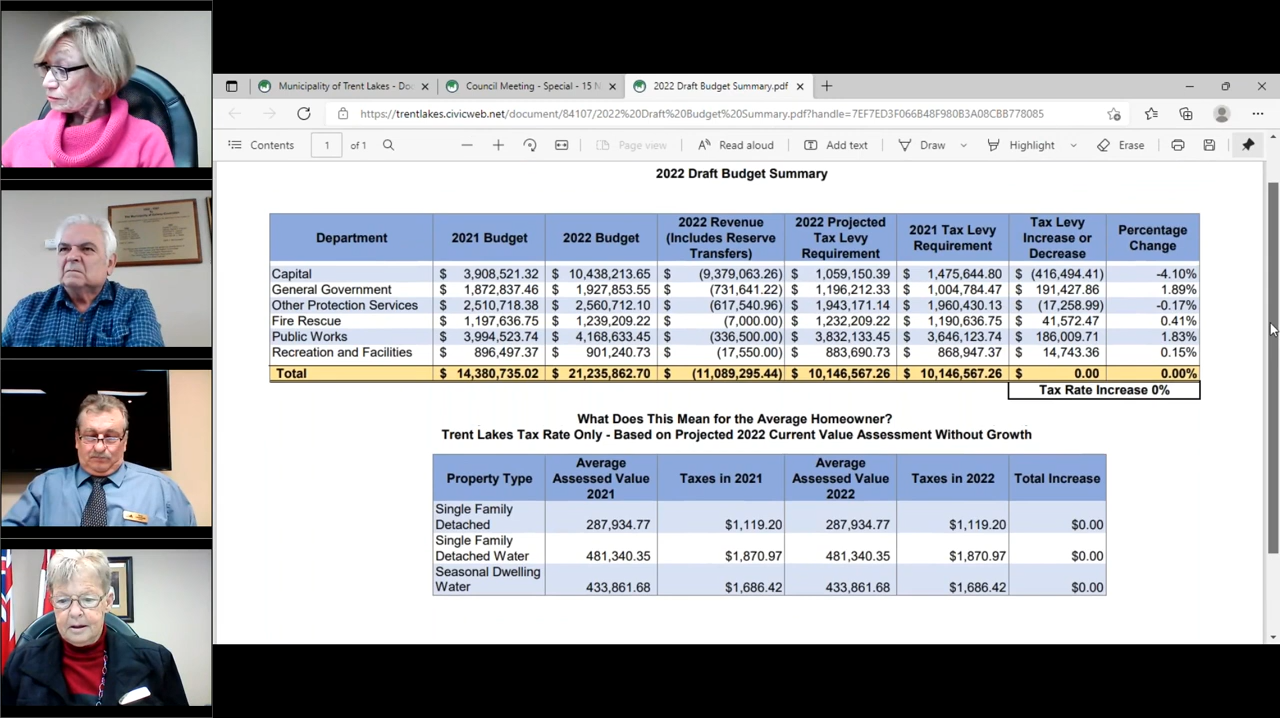 Municipality of Trent Lakes - Doc
Council Meeting - Special - 15 N
2022 Draft Budget Summary.pdf
https://trentlakes.civicweb.net/document/84107/2022%20Draft%20Budget%20Summary.pdf?handle=7EF7ED3F066B48F980B3A08CBB778085
Contents 1 of 1 Page view Read aloud Add text Draw Highlight Erase
2022 Draft Budget Summary
Department 2021 Budget 2022 Budget 2022 Revenue (Includes Reserve Transfers) 2022 Projected Tax Levy Requirement 2021 Tax Levy Requirement Tax Levy Increase or Decrease Percentage Change
Capital $ 3,908,521.32 $ 10,438,213.65 $ (9,379,063.26) $ 1,059,150.39 $ 1,475,644.80 $ (416,494.41) -4.10%
General Government $ 1,872,837.46 $ 1,927,853.55 $ (731,641.22) $ 1,196,212.33 $ 1,004,784.47 $ 191,427.86 1.89%
Other Protection Services $ 2,510,718.38 $ 2,560,712.10 $ (617,540.96) $ 1,943,171.14 $ 1,960,430.13 $ (17,258.99) -0.17%
Fire Rescue $ 1,197,636.75 $ 1,239,209.22 $ (7,000.00) $ 1,232,209.22 $ 1,190,636.75 $ 41,572.47 0.41%
Public Works $ 3,994,523.74 $ 4,168,633.45 $ (336,500.00) $ 3,832,133.45 $ 3,646,123.74 $ 186,009.71 1.83%
Recreation and Facilities $ 896,497.37 $ 901,240.73 $ (17,550.00) $ 883,690.73 $ 868,947.37 $ 14,743.36 0.15%
Total $ 14,380,735.02 $ 21,235,862.70 $ (11,089,295.44) $ 10,146,567.26 $ 10,146,567.26 $ 0.00 0.00%
Tax Rate Increase 0%
What Does This Mean for the Average Homeowner?
Trent Lakes Tax Rate Only - Based on Projected 2022 Current Value Assessment Without Growth
Property Type Average Assessed Value 2021 Taxes in 2021 Average Assessed Value 2022 Taxes in 2022 Total Increase
Single Family Detached 287,934.77 $1,119.20 287,934.77 $1,119.20 $0.00
Single Family Detached Water 481,340.35 $1,870.97 481,340.35 $1,870.97 $0.00
Seasonal Dwelling Water 433,861.68 $1,686.42 433,861.68 $1,686.42 $0.00